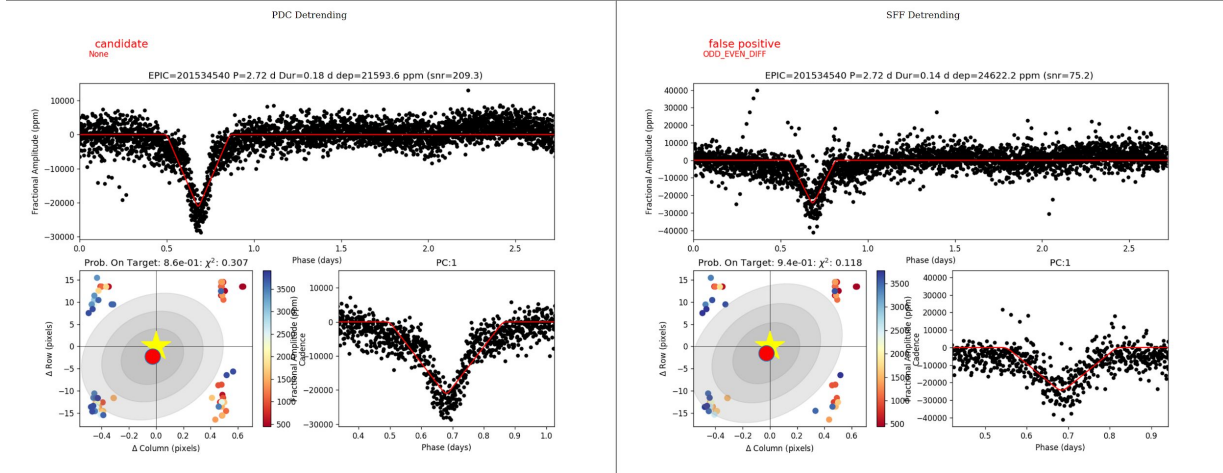 PDC Detrending
candidate
None
EPIC=201534540 P=2.72 d Dur=0.18 d dep=21593.6 ppm (snr=209.3)
Fractional Amplitude (ppm)
10000
0
−10000
−20000
−30000
0.0 0.5 1.0 1.5 2.0 2.5
Phase (days)
Prob. On Target: 8.6e-01: χ²: 0.307
Δ Row (pixels)
15
10
5
0
−5
−10
−15
−0.4 −0.2 0.0 0.2 0.4 0.6
Δ Column (pixels)
3500
3000
2500
2000
1500
1000
500
Cadence
PC:1
Fractional Amplitude (ppm)
0
−10000
−20000
−30000
0.4 0.5 0.6 0.7 0.8 0.9 1.0
Phase (days)
SFF Detrending
false positive
ODD_EVEN_DIFF
EPIC=201534540 P=2.72 d Dur=0.14 d dep=24622.2 ppm (snr=75.2)
Fractional Amplitude (ppm)
40000
30000
20000
10000
0
−10000
−20000
−30000
−40000
0.0 0.5 1.0 1.5 2.0 2.5
Phase (days)
Prob. On Target: 9.4e-01: χ²: 0.118
Δ Row (pixels)
15
10
5
0
−5
−10
−15
−0.4 −0.2 0.0 0.2 0.4 0.6
Δ Column (pixels)
3500
3000
2500
2000
1500
1000
500
Cadence
PC:1
Fractional Amplitude (ppm)
40000
30000
20000
10000
0
−10000
−20000
−30000
−40000
0.5 0.6 0.7 0.8 0.9
Phase (days)